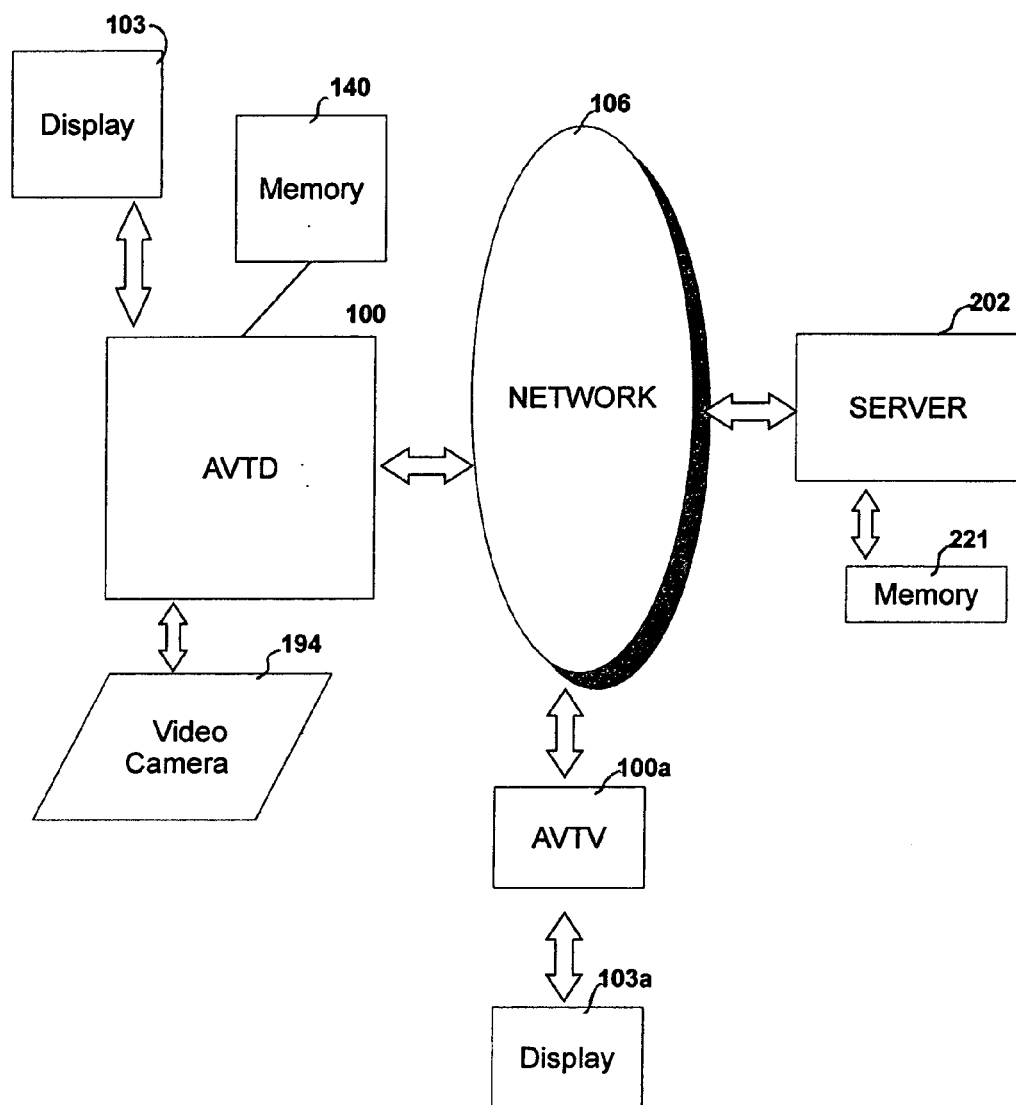 103
Display
140
Memory
106
100
AVTD
NETWORK
202
SERVER
221
Memory
194
Video
Camera
100a
AVTV
103a
Display